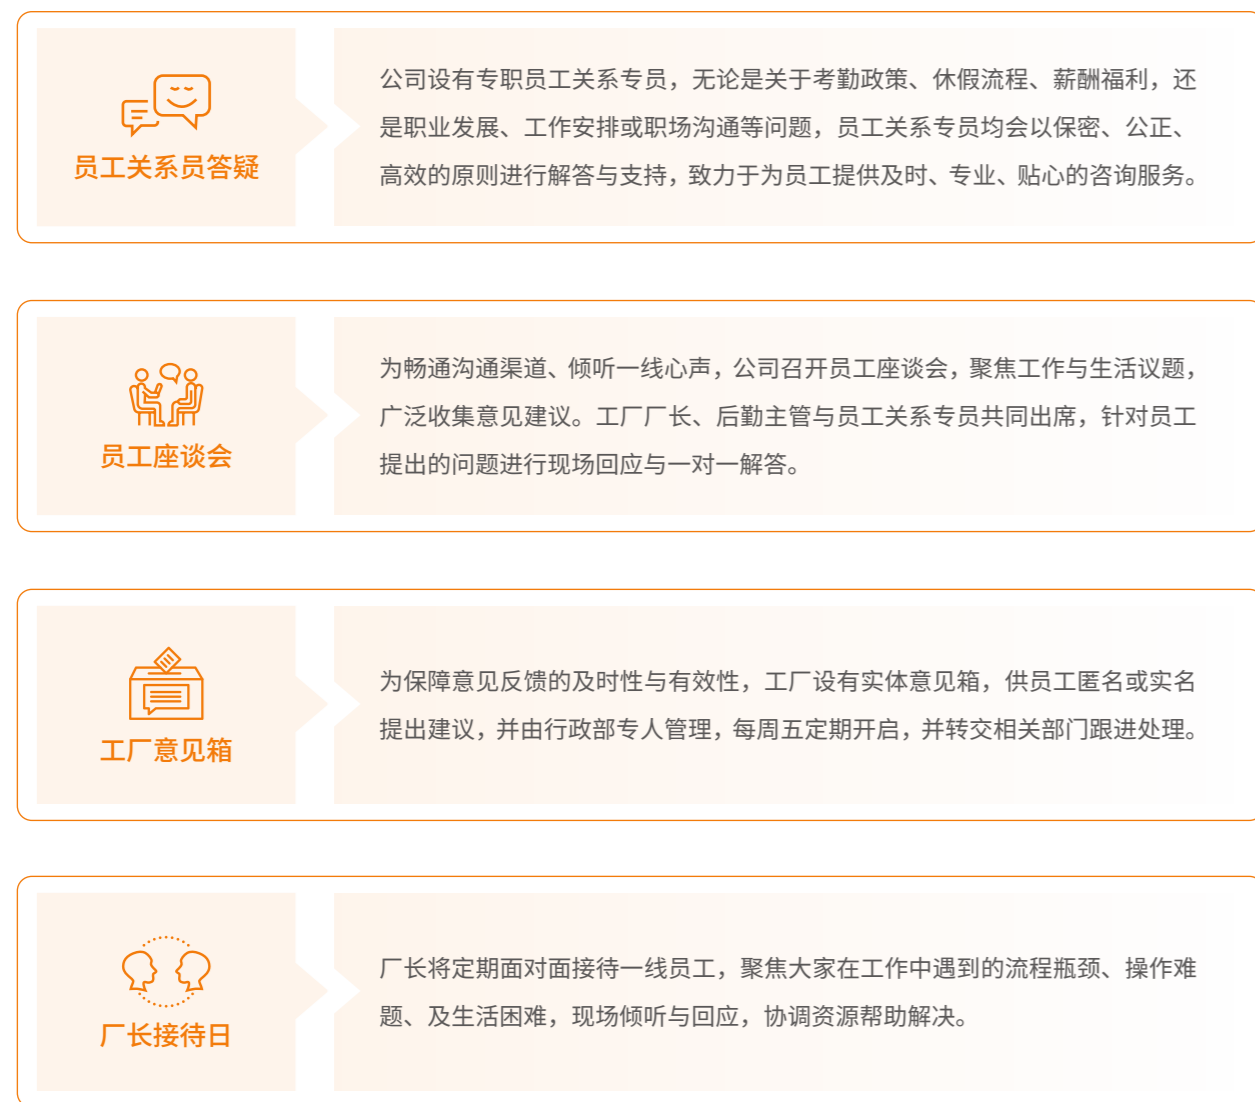 员工关系员答疑
公司设有专职员工关系专员，无论是关于考勤政策、休假流程、薪酬福利，还
是职业发展、工作安排或职场沟通等问题，员工关系专员均会以保密、公正、
高效的原则进行解答与支持，致力于为员工提供及时、专业、贴心的咨询服务。
员工座谈会
为畅通沟通渠道、倾听一线心声，公司召开员工座谈会，聚焦工作与生活议题，
广泛收集意见建议。工厂厂长、后勤主管与员工关系专员共同出席，针对员工
提出的问题进行现场回应与一对一解答。
工厂意见箱
为保障意见反馈的及时性与有效性，工厂设有实体意见箱，供员工匿名或实名
提出建议，并由行政部专人管理，每周五定期开启，并转交相关部门跟进处理。
厂长接待日
厂长将定期面对面接待一线员工，聚焦大家在工作中遇到的流程瓶颈、操作难
题、及生活困难，现场倾听与回应，协调资源帮助解决。